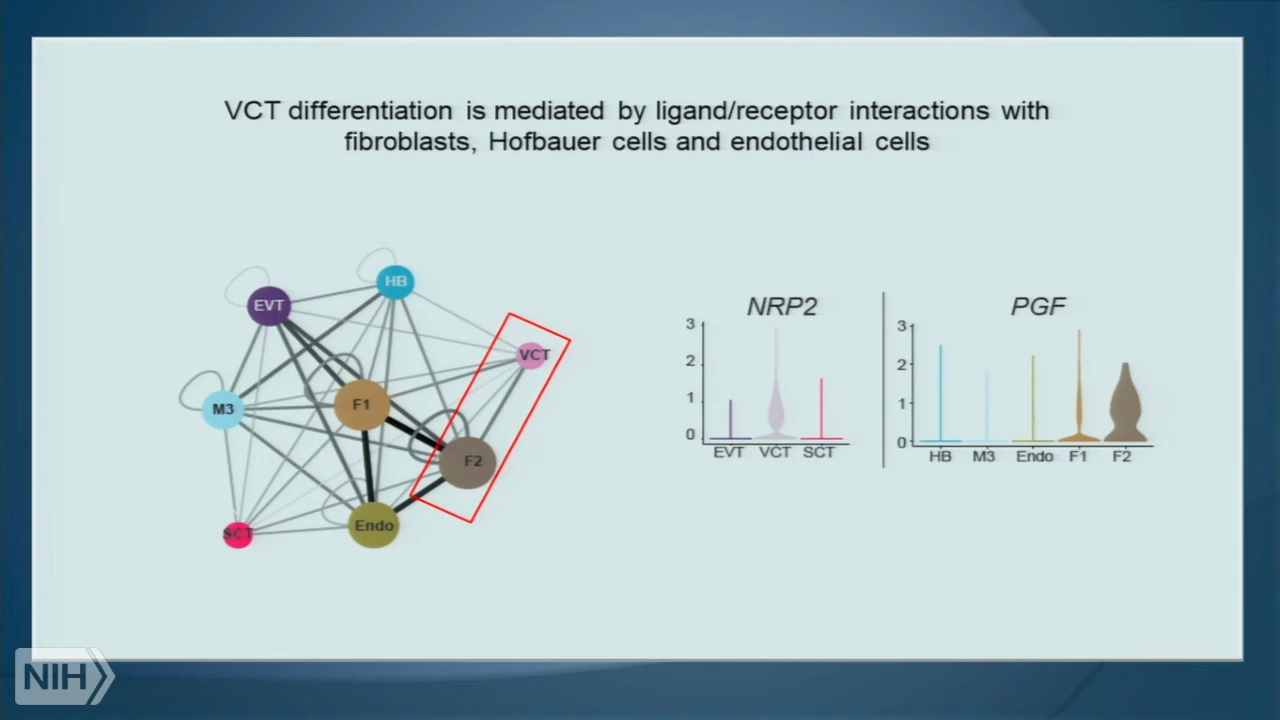 VCT differentiation is mediated by ligand/receptor interactions with
fibroblasts, Hofbauer cells and endothelial cells
HB
EVT
VCT
M3
F1
F2
SCT
Endo
NRP2
3
2
1
0
EVT VCT SCT
PGF
3
2
1
0
HB M3 Endo F1 F2
NIH